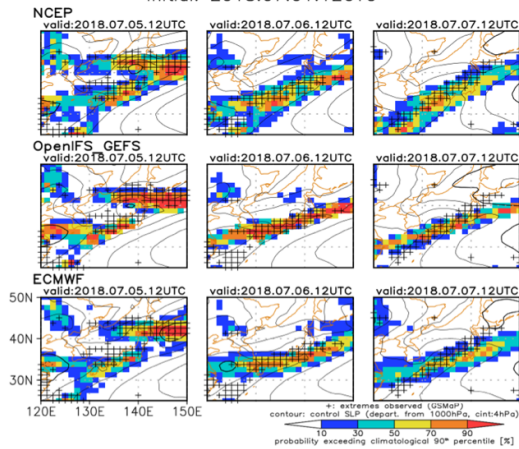 NCEP
valid:2018.07.05.12UTC valid:2018.07.06.12UTC valid:2018.07.07.12UTC
OpenIFS_GEFS
valid:2018.07.05.12UTC valid:2018.07.06.12UTC valid:2018.07.07.12UTC
ECMWF
valid:2018.07.05.12UTC valid:2018.07.06.12UTC valid:2018.07.07.12UTC
50N
40N
30N
120E 130E 140E 150E
+: extremes observed (GSMaP)
contour: control SLP (depart. from 1000hPa, cint:4hPa)
10 30 50 70 90
probability exceeding climatological 90th percentile [%]